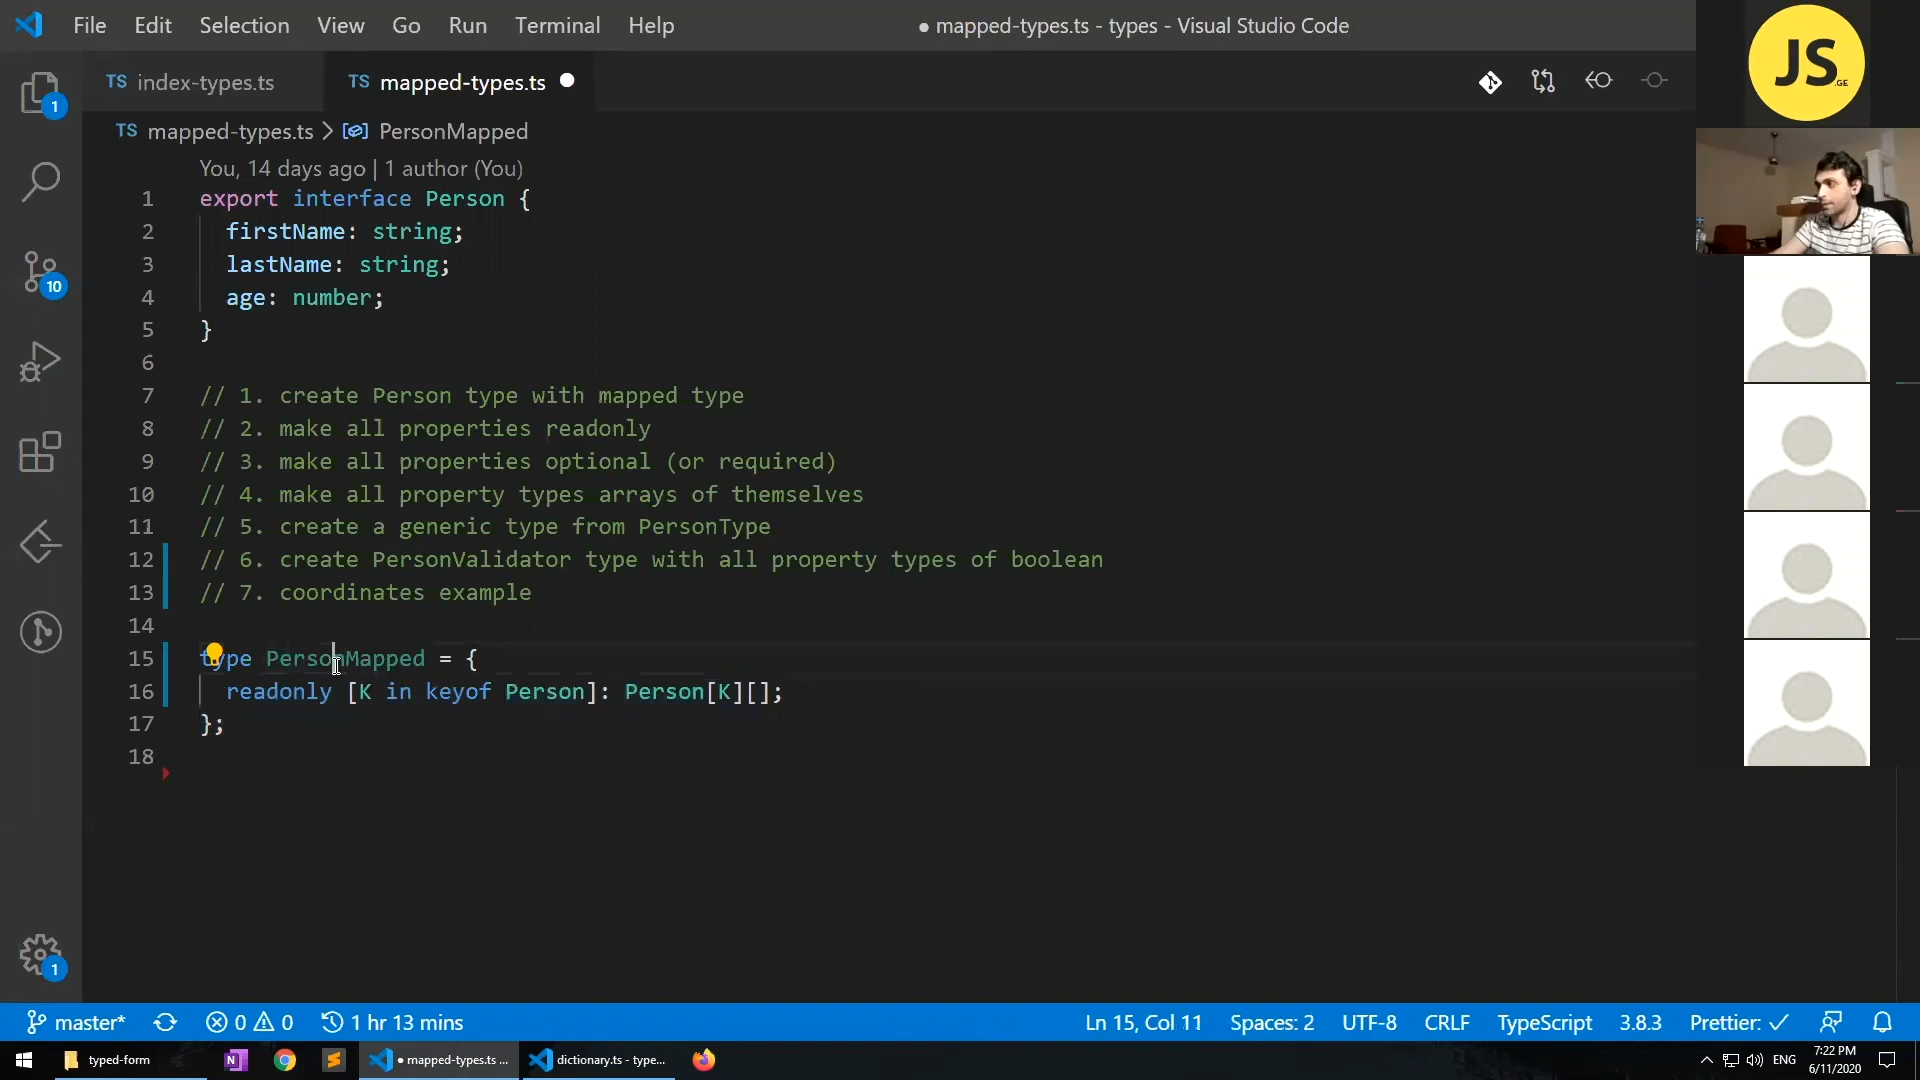 File Edit Selection View Go Run Terminal Help
● mapped-types.ts - types - Visual Studio Code
JS.GE
TS index-types.ts
TS mapped-types.ts
TS mapped-types.ts > PersonMapped
You, 14 days ago | 1 author (You)
1 export interface Person {
2 firstName: string;
3 lastName: string;
4 age: number;
5 }
6
7 // 1. create Person type with mapped type
8 // 2. make all properties readonly
9 // 3. make all properties optional (or required)
10 // 4. make all property types arrays of themselves
11 // 5. create a generic type from PersonType
12 // 6. create PersonValidator type with all property types of boolean
13 // 7. coordinates example
14
15 type PersonMapped = {
16 readonly [K in keyof Person]: Person[K][];
17 };
18
1
10
1
master* 0 0 1 hr 13 mins Ln 15, Col 11 Spaces: 2 UTF-8 CRLF TypeScript 3.8.3 Prettier: ✓
typed-form
N
S
● mapped-types.ts ...
dictionary.ts - type...
ENG
7:22 PM
6/11/2020